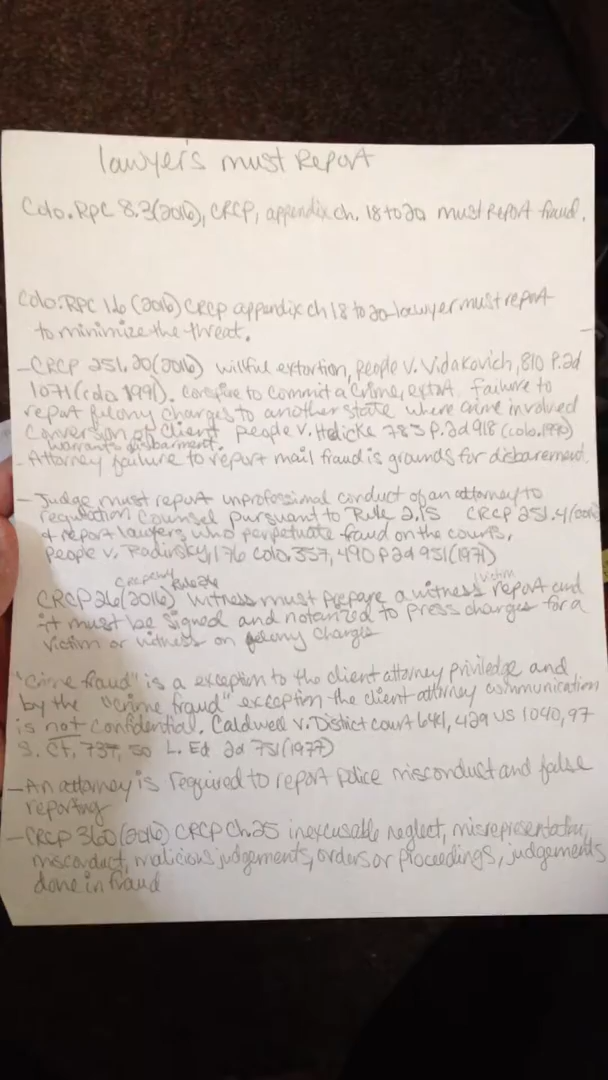 lawyer's must Report
Colo. RPC 8.3(2016), CRCP, appendix ch. 18 to 20 must Report fraud.
Colo. RPC 1.6 (2016) CRCP appendix ch 18 to 20 - lawyer must report
to minimize the threat.
- CRCP 251.20(2016) willful extortion, people v. Vidakovich, 810 P.2d
1071 (colo 1991). conspire to commit a crime, extort. Failure to
report felony charges to another state where crime involved
conversion of client people v. Hedicke 785 P.2d 918 (colo. 1990)
warrants disbarment.
- Attorney failure to report mail fraud is grounds for disbarement.
- Judge must report unprofessional conduct of an attorney to
regulation counsel pursuant to Rule 2.15 CRCP 251.4
& report lawyers who perpetuate fraud on the courts,
people v. Radinsky, 176 colo. 357, 490 P.2d 951 (1971)
Rule 26
victim
CRCP 26 (2016) witness must prepare a witness report and
it must be signed and notarized to press charges for a
victim or witness on felony charges
"Crime fraud" is a exception to the client attorney priviledge and
by the "crime fraud" exception the client attorney communication
is not confidential. Caldwell v. District court 644, 429 US 1040, 97
S. Ct. 737, 50 L. Ed 2d 751 (1977)
- An attorney is required to report police misconduct and false
reporting
- CRCP 360 (2016) CRCP Ch. 25 inexcusable neglect, misrepresentation,
misconduct, malicious judgements, orders or proceedings, judgements
done in fraud